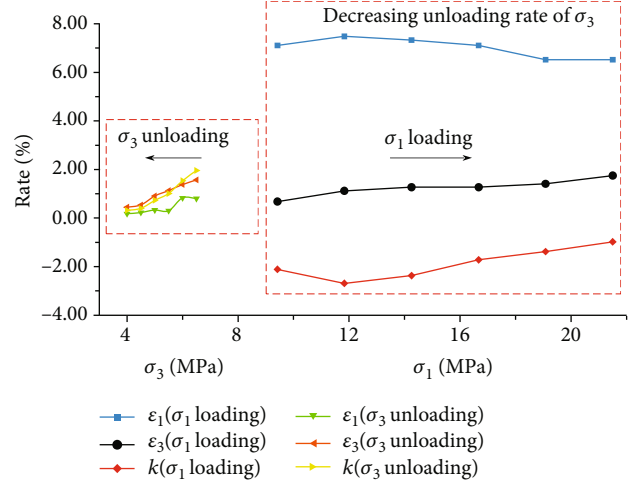 Decreasing unloading rate of σ₃
8.00
6.00
4.00
2.00
0.00
−2.00
−4.00
Rate (%)
σ₃ unloading
σ₁ loading
4 8 12 16 20
σ₃ (MPa) σ₁ (MPa)
ε₁(σ₁ loading) ε₁(σ₃ unloading)
ε₃(σ₁ loading) ε₃(σ₃ unloading)
k(σ₁ loading) k(σ₃ unloading)